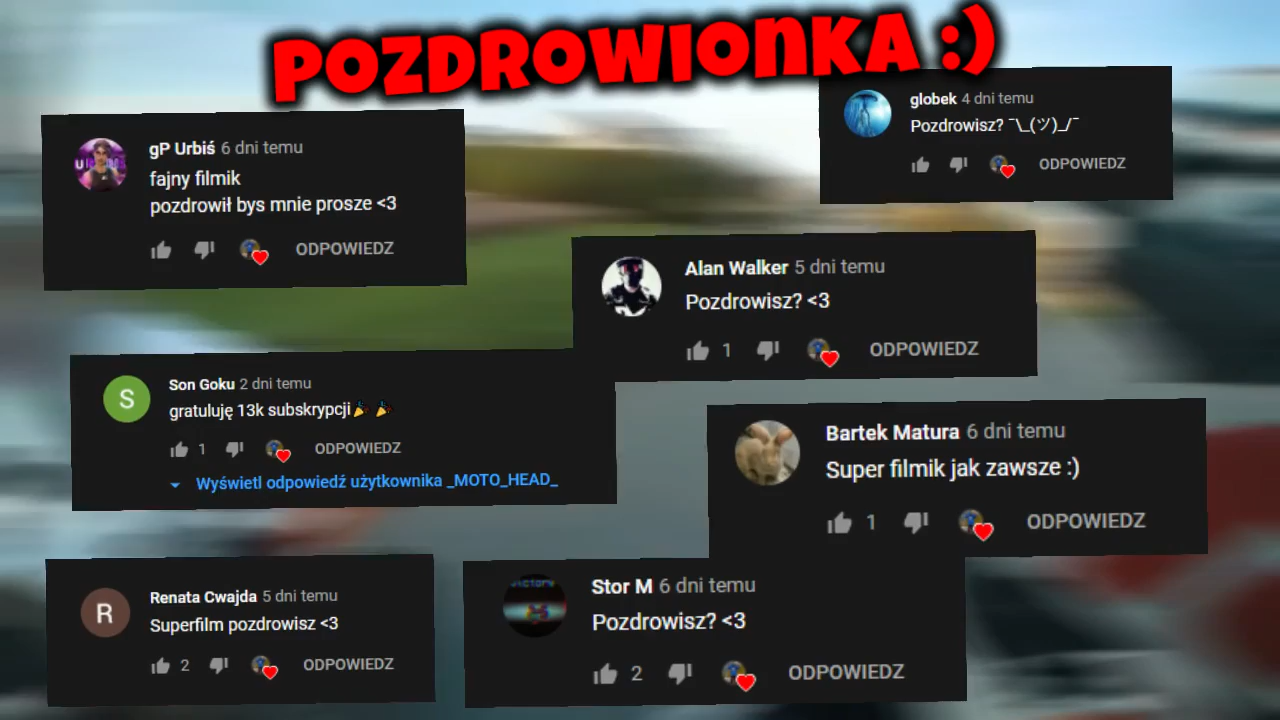 POZDROWIONKA :)
globek 4 dni temu
Pozdrowisz? ¯\_(ツ)_/¯
ODPOWIEDZ
gP Urbiś 6 dni temu
fajny filmik
pozdrowił bys mnie prosze <3
ODPOWIEDZ
Alan Walker 5 dni temu
Pozdrowisz? <3
1 ODPOWIEDZ
S
Son Goku 2 dni temu
gratuluję 13k subskrypcji🎉 🎉
1 ODPOWIEDZ
Wyświetl odpowiedź użytkownika _MOTO_HEAD_
Bartek Matura 6 dni temu
Super filmik jak zawsze :)
1 ODPOWIEDZ
R
Renata Cwajda 5 dni temu
Superfilm pozdrowisz <3
2 ODPOWIEDZ
Stor M 6 dni temu
Pozdrowisz? <3
2 ODPOWIEDZ